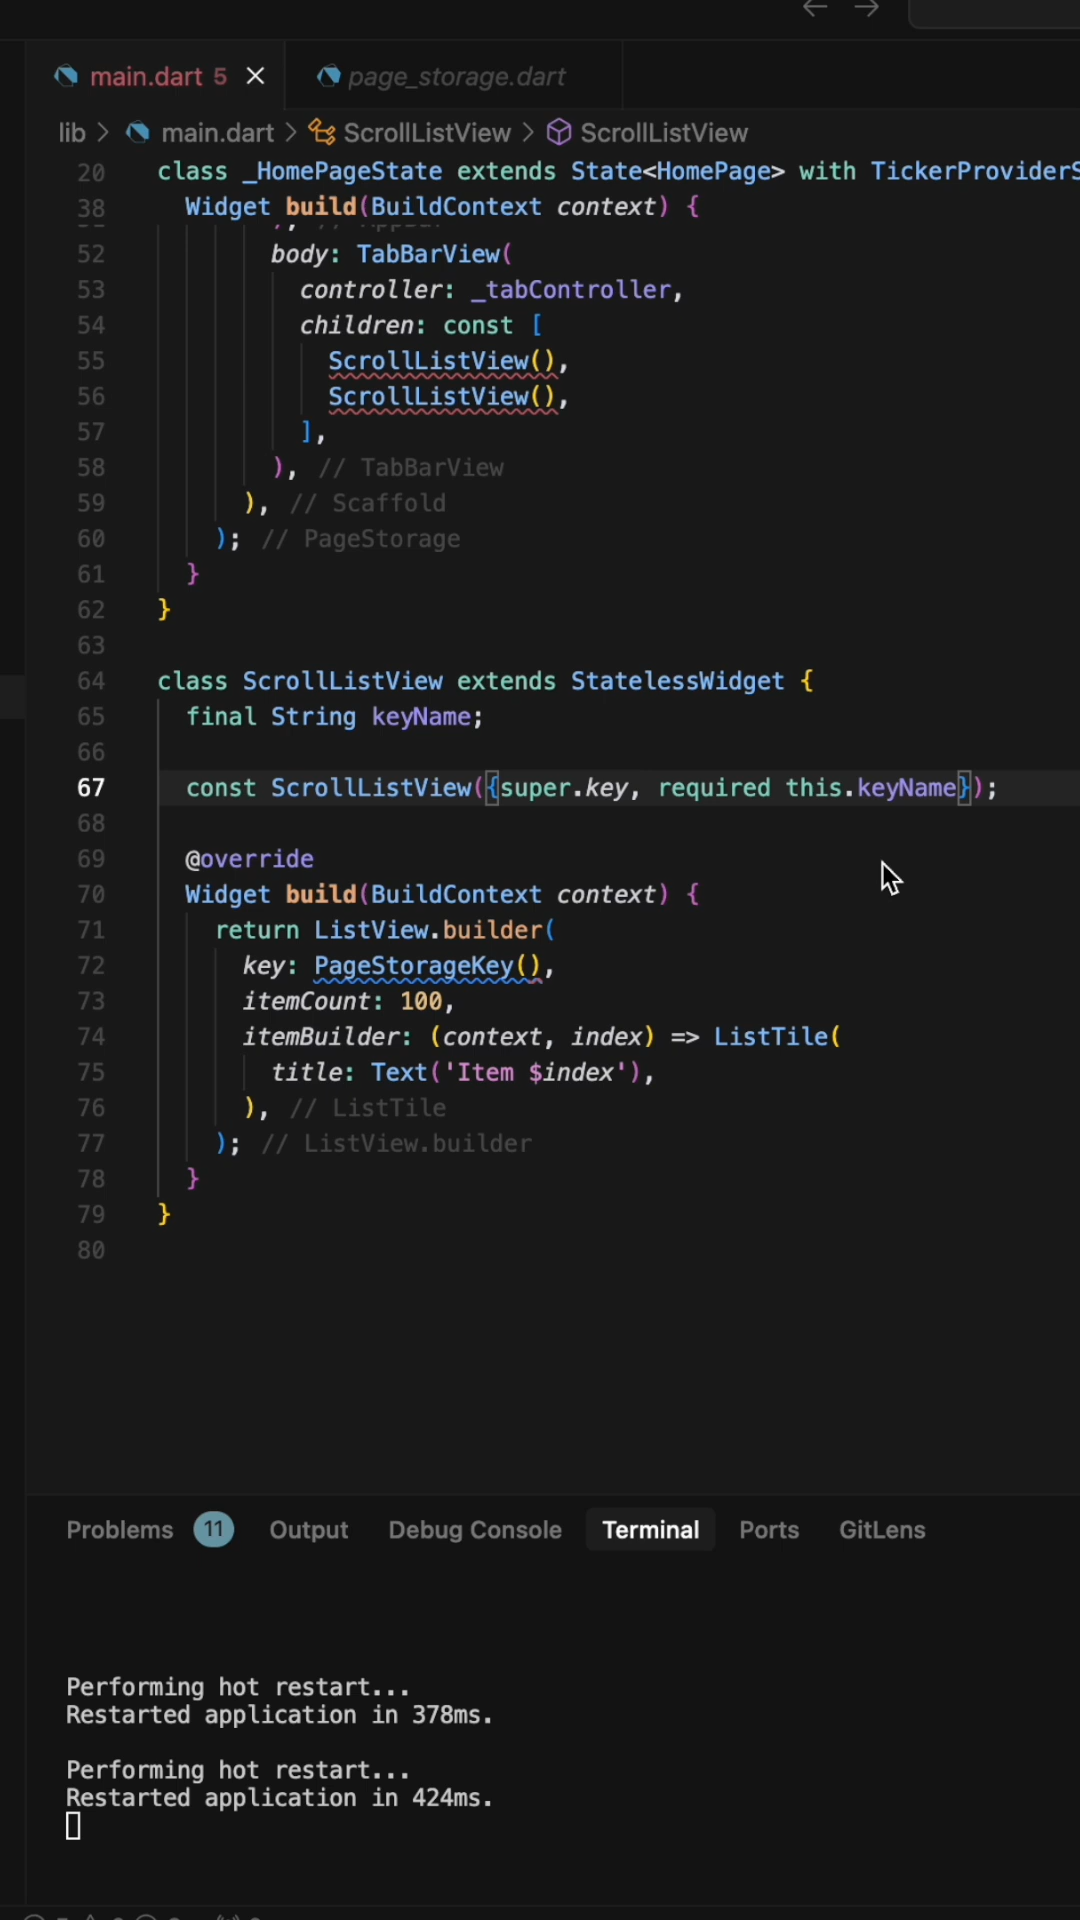 main.dart 5
page_storage.dart
lib > main.dart > ScrollListView > ScrollListView
20 class _HomePageState extends State<HomePage> with TickerProviderS
38 Widget build(BuildContext context) {
52 body: TabBarView(
53 controller: _tabController,
54 children: const [
55 ScrollListView(),
56 ScrollListView(),
57 ],
58 ), // TabBarView
59 ), // Scaffold
60 ); // PageStorage
61 }
62 }
63
64 class ScrollListView extends StatelessWidget {
65 final String keyName;
66
67 const ScrollListView({super.key, required this.keyName});
68
69 @override
70 Widget build(BuildContext context) {
71 return ListView.builder(
72 key: PageStorageKey(),
73 itemCount: 100,
74 itemBuilder: (context, index) => ListTile(
75 title: Text('Item $index'),
76 ), // ListTile
77 ); // ListView.builder
78 }
79 }
80
Problems 11 Output Debug Console Terminal Ports GitLens
Performing hot restart...
Restarted application in 378ms.
Performing hot restart...
Restarted application in 424ms.